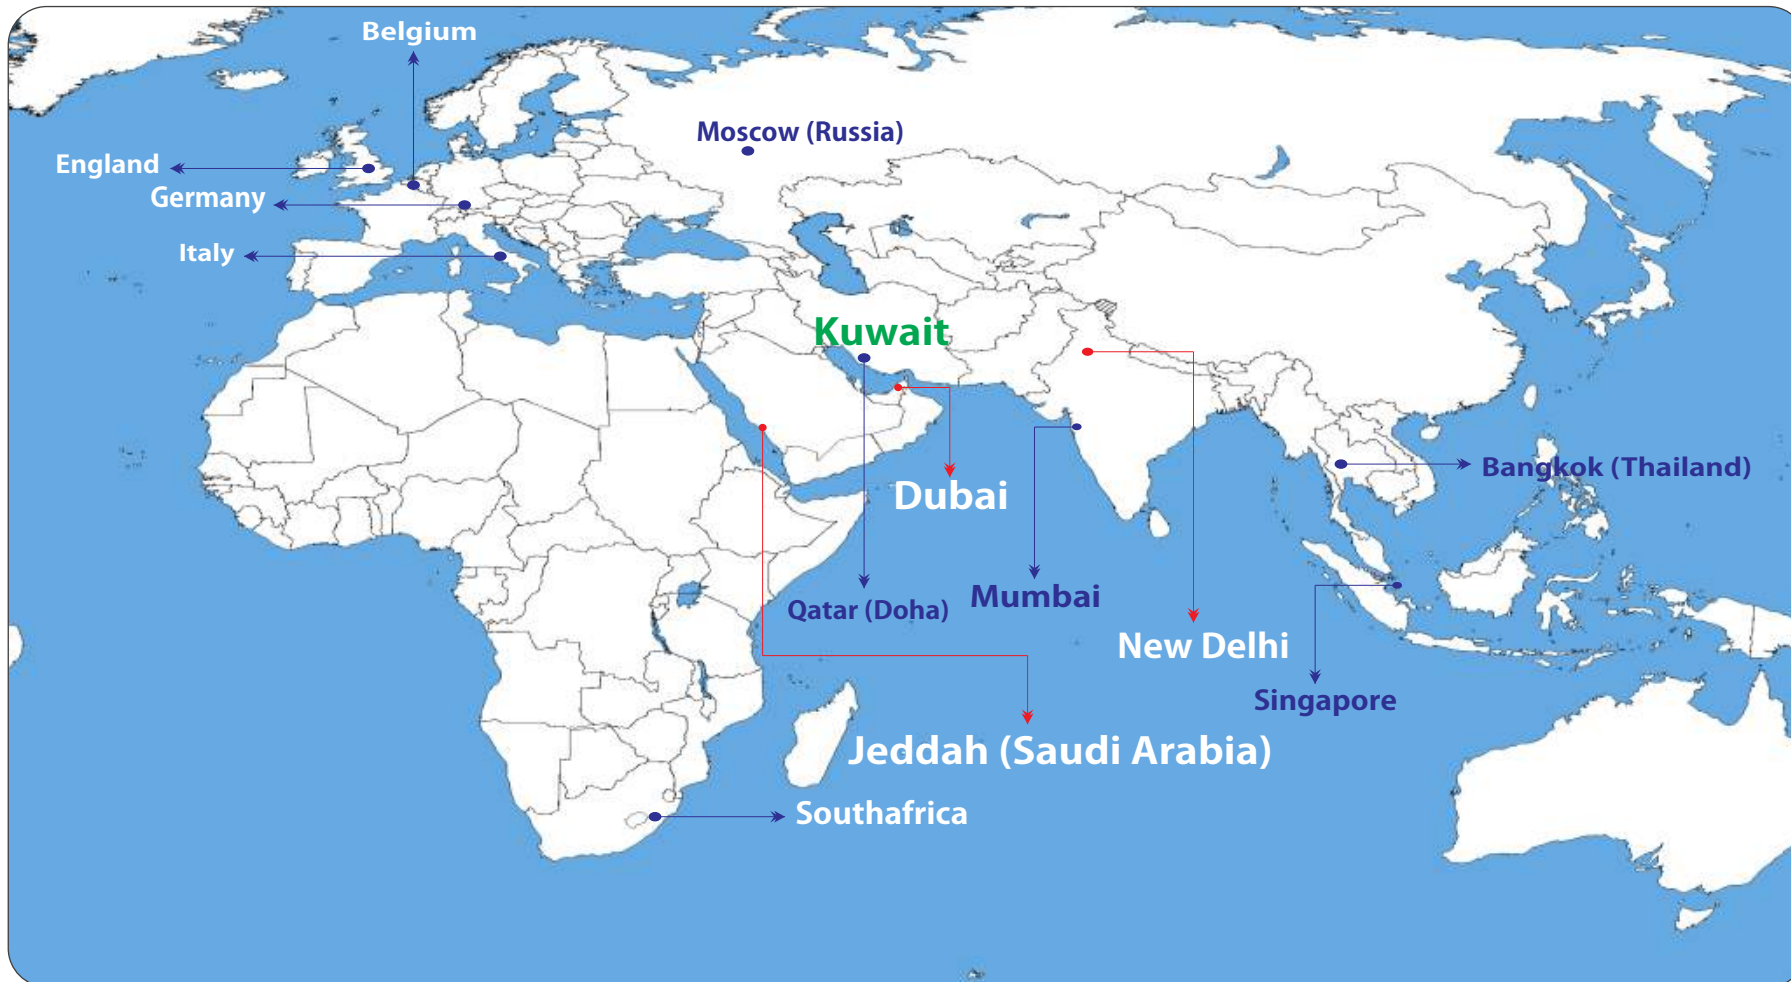 Belgium
Moscow (Russia)
England
Germany
Italy
Kuwait
Bangkok (Thailand)
Dubai
Qatar (Doha)
Mumbai
New Delhi
Singapore
Jeddah (Saudi Arabia)
Southafrica